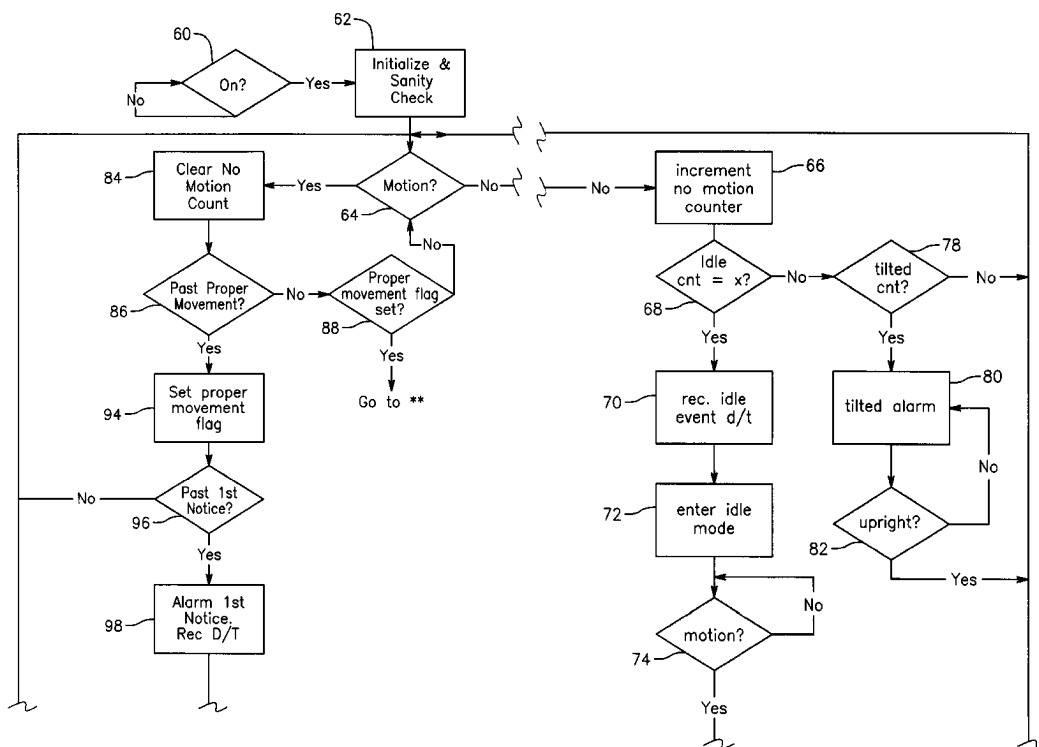 60
62
On?
Yes
No
Initialize &
Sanity
Check
84
Clear No
Motion
Count
Yes
Motion?
64
No
No
increment
no motion
counter
66
No
86
Past Proper
Movement?
No
Proper
movement flag
set?
88
Idle
cnt = x?
68
No
tilted
cnt?
78
No
Yes
Yes
Go to **
Yes
Yes
94
Set proper
movement
flag
70
rec. idle
event d/t
tilted alarm
80
No
No
Past 1st
Notice?
96
72
enter idle
mode
upright?
82
Yes
Yes
98
Alarm 1st
Notice.
Rec D/T
No
motion?
74
Yes